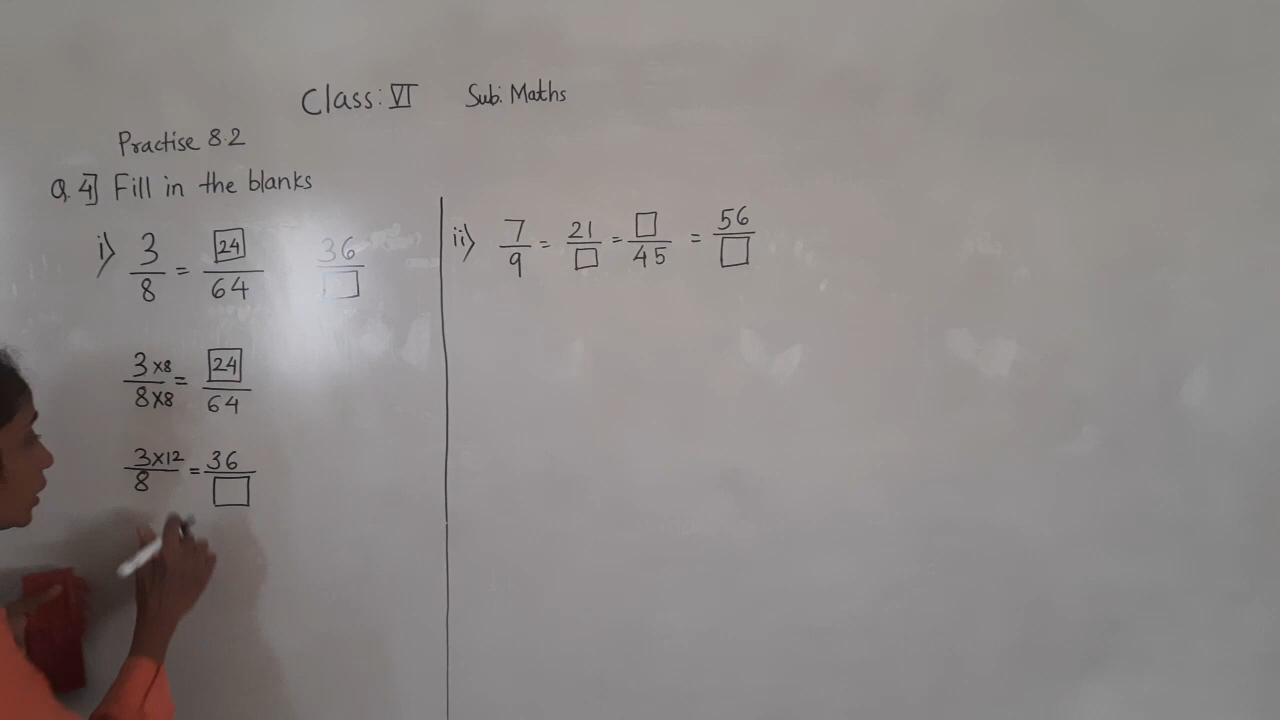 Class: VI Sub: Maths
Practise 8.2
Q. 4] Fill in the blanks
i) 3/8 = 24/64 36/□
3×8/8×8 = 24/64
3×12/8 = 36/□
ii) 7/9 = 21/□ = □/45 = 56/□